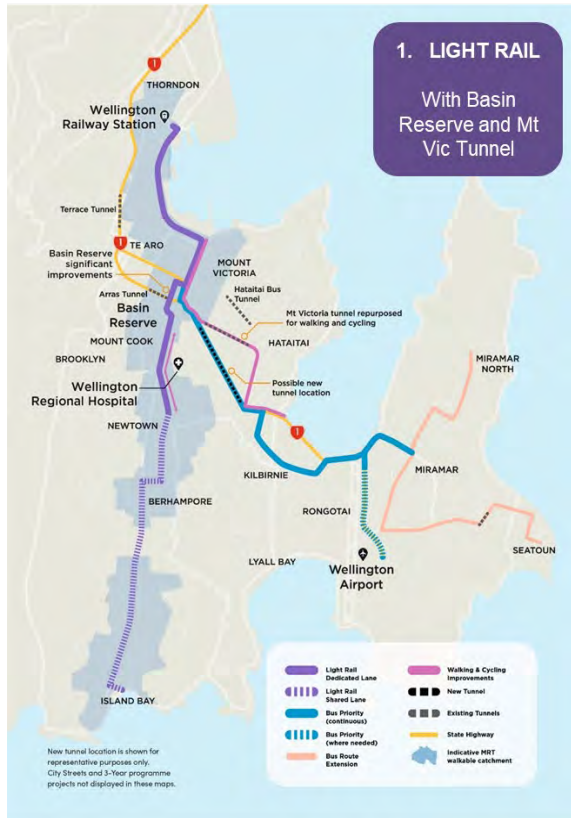 1. LIGHT RAIL
With Basin
Reserve and Mt
Vic Tunnel
1
THORNDON
Wellington
Railway Station
Terrace Tunnel
1
TE ARO
Basin Reserve
significant
improvements
MOUNT
VICTORIA
Arras Tunnel
Hataitai Bus
Tunnel
Basin
Reserve
Mt Victoria tunnel repurposed
for walking and cycling
MOUNT COOK
HATAITAI
BROOKLYN
MIRAMAR
NORTH
Wellington
Regional Hospital
Possible new
tunnel location
NEWTOWN
1
KILBIRNIE
MIRAMAR
BERHAMPORE
RONGOTAI
SEATOUN
LYALL BAY
Wellington
Airport
ISLAND BAY
Light Rail
Dedicated Lane
Light Rail
Shared Lane
Bus Priority
(continuous)
Bus Priority
(where needed)
Bus Route
Extension
Walking & Cycling
Improvements
New Tunnel
Existing Tunnels
State Highway
Indicative MRT
walkable catchment
New tunnel location is shown for
representative purposes only.
City Streets and 3-Year programme
projects not displayed in these maps.